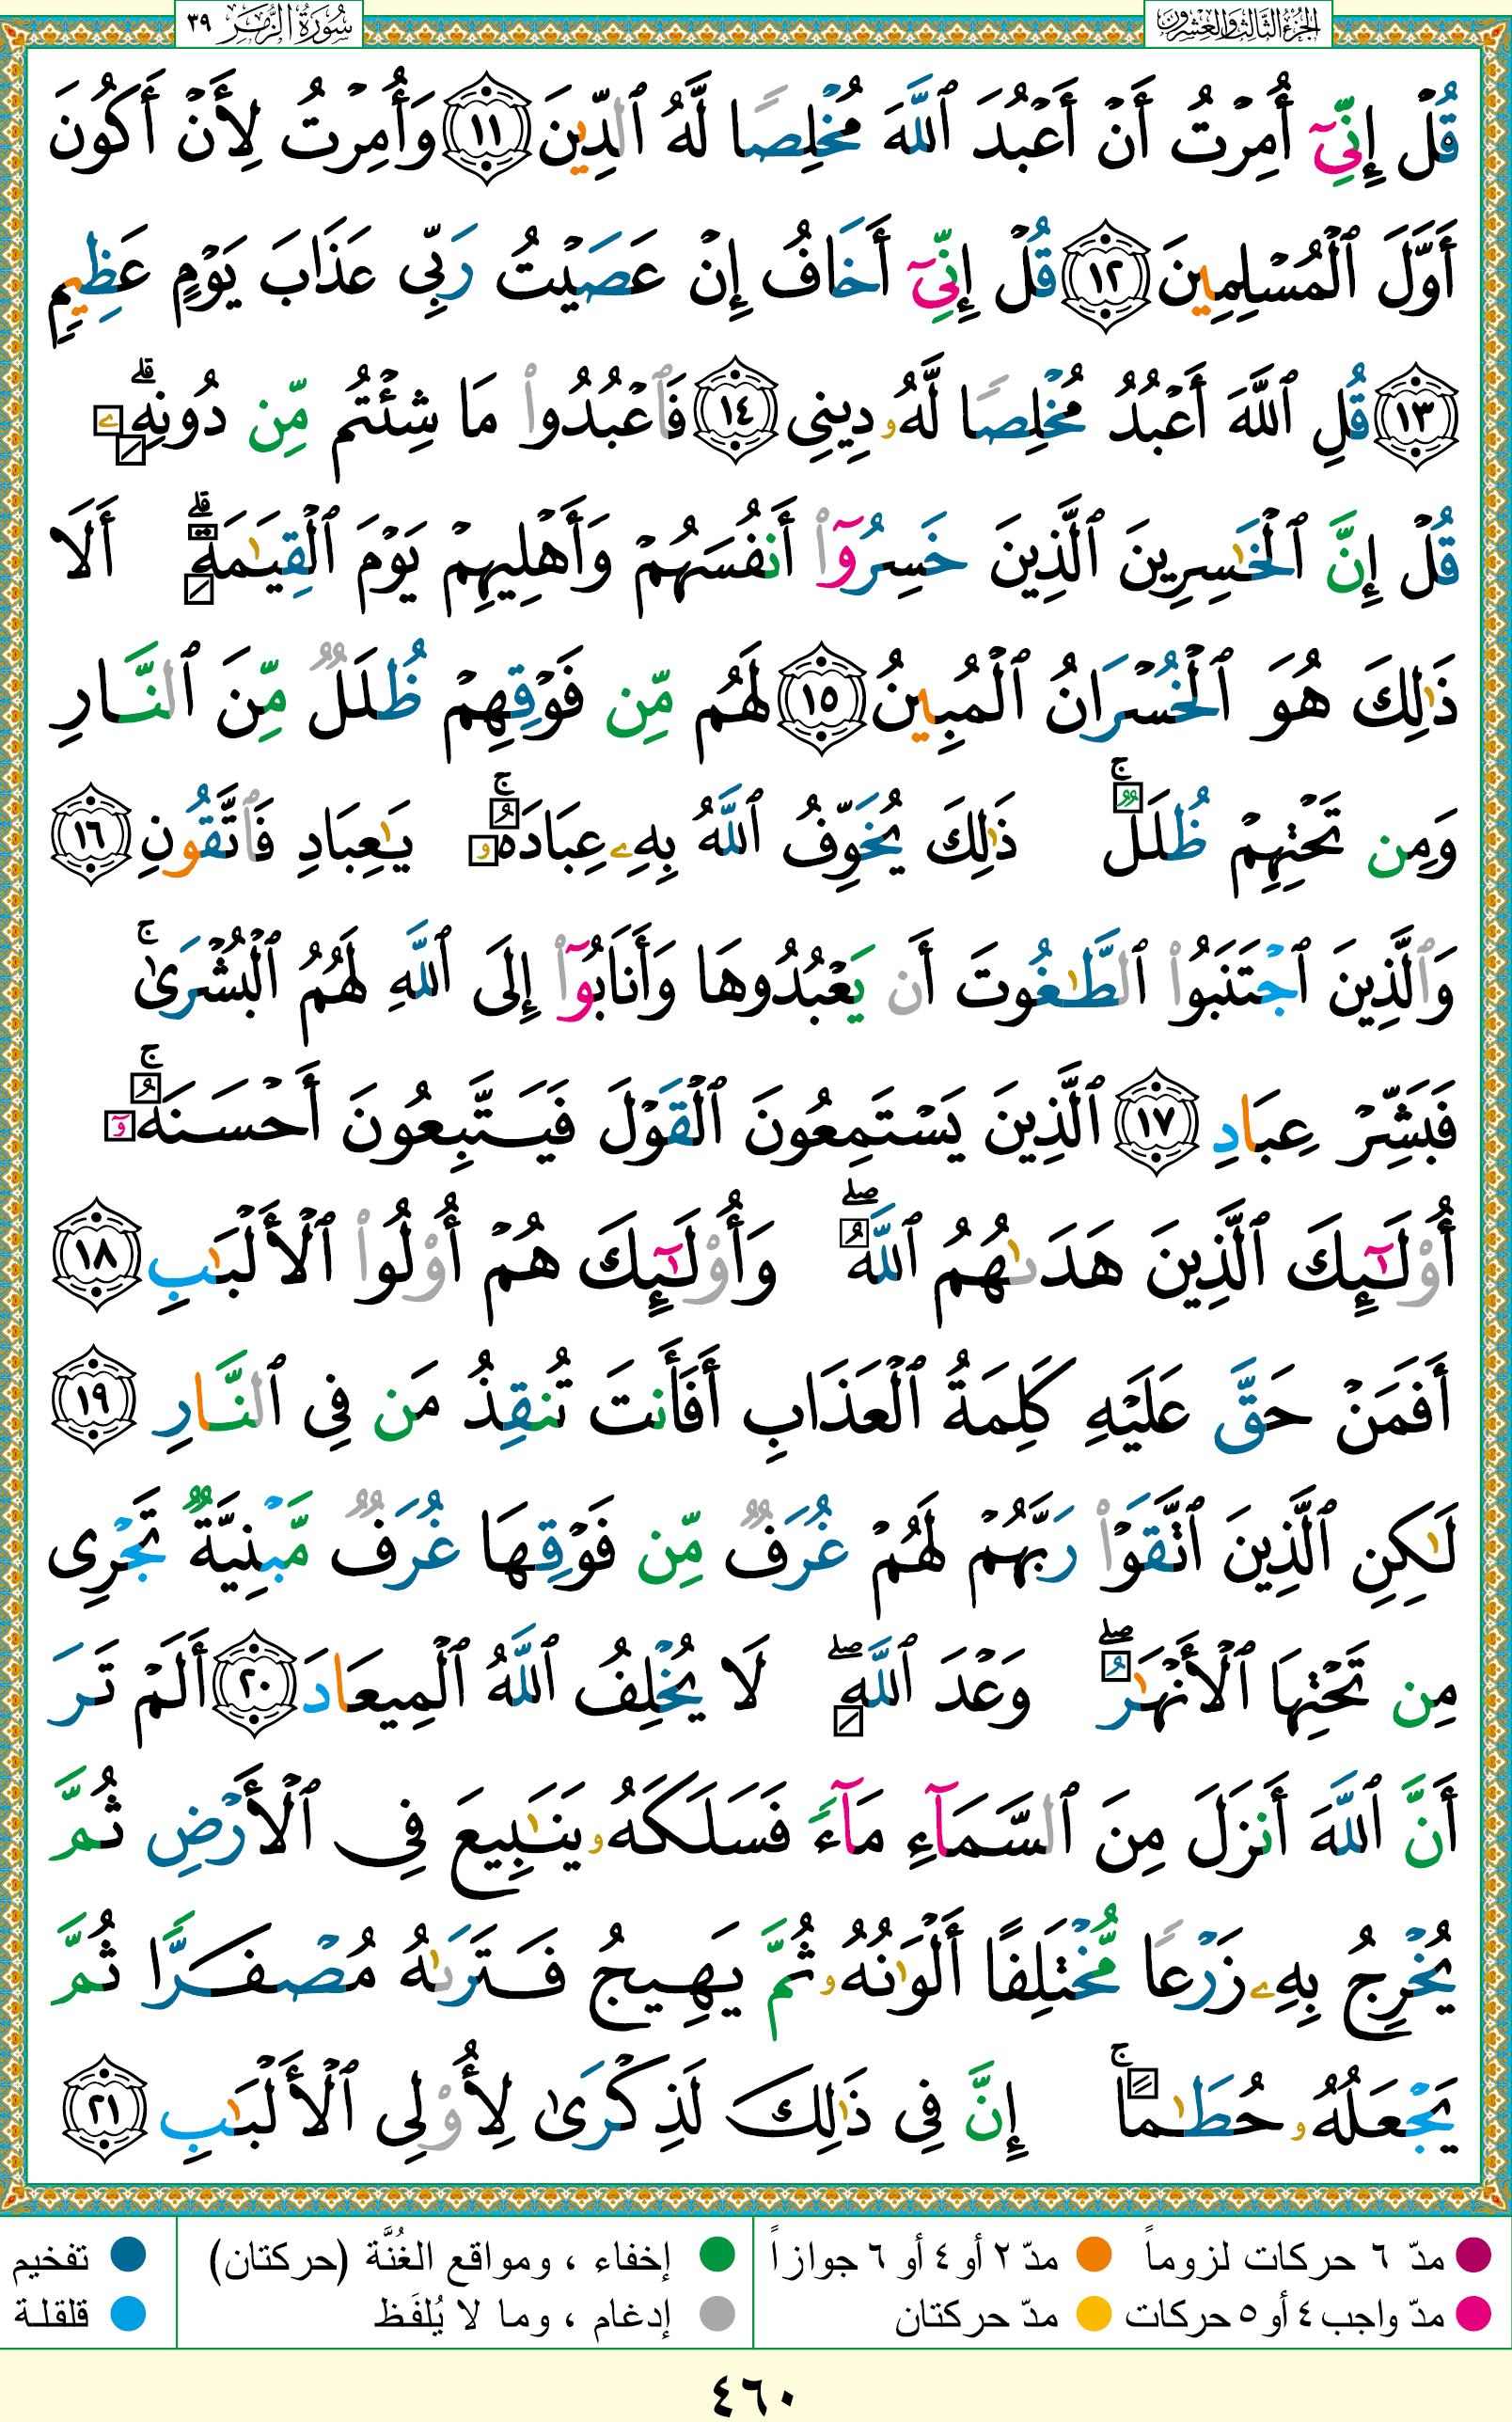 الجزء الثالث والعشرون
سُورَةُ الزُّمَرِ ٣٩
قُلْ إِنِّىٓ أُمِرْتُ أَنْ أَعْبُدَ ٱللَّهَ مُخْلِصًا لَّهُ ٱلدِّينَ ١١ وَأُمِرْتُ لِأَنْ أَكُونَ
أَوَّلَ ٱلْمُسْلِمِينَ ١٢ قُلْ إِنِّىٓ أَخَافُ إِنْ عَصَيْتُ رَبِّى عَذَابَ يَوْمٍ عَظِيمٍ
١٣ قُلِ ٱللَّهَ أَعْبُدُ مُخْلِصًا لَّهُۥ دِينِى ١٤ فَٱعْبُدُوا۟ مَا شِئْتُم مِّن دُونِهِۦۗ
قُلْ إِنَّ ٱلْخَٰسِرِينَ ٱلَّذِينَ خَسِرُوٓا۟ أَنفُسَهُمْ وَأَهْلِيهِمْ يَوْمَ ٱلْقِيَٰمَةِۗ أَلَا
ذَٰلِكَ هُوَ ٱلْخُسْرَانُ ٱلْمُبِينُ ١٥ لَهُم مِّن فَوْقِهِمْ ظُلَلٌ مِّنَ ٱلنَّارِ
وَمِن تَحْتِهِمْ ظُلَلٌۚ ذَٰلِكَ يُخَوِّفُ ٱللَّهُ بِهِۦ عِبَادَهُۥۚ يَٰعِبَادِ فَٱتَّقُونِ ١٦
وَٱلَّذِينَ ٱجْتَنَبُوا۟ ٱلطَّٰغُوتَ أَن يَعْبُدُوهَا وَأَنَابُوٓا۟ إِلَى ٱللَّهِ لَهُمُ ٱلْبُشْرَىٰۚ
فَبَشِّرْ عِبَادِ ١٧ ٱلَّذِينَ يَسْتَمِعُونَ ٱلْقَوْلَ فَيَتَّبِعُونَ أَحْسَنَهُۥٓۚ
أُو۟لَٰٓئِكَ ٱلَّذِينَ هَدَىٰهُمُ ٱللَّهُۖ وَأُو۟لَٰٓئِكَ هُمْ أُو۟لُوا۟ ٱلْأَلْبَٰبِ ١٨
أَفَمَنْ حَقَّ عَلَيْهِ كَلِمَةُ ٱلْعَذَابِ أَفَأَنتَ تُنقِذُ مَن فِى ٱلنَّارِ ١٩
لَٰكِنِ ٱلَّذِينَ ٱتَّقَوْا۟ رَبَّهُمْ لَهُمْ غُرَفٌ مِّن فَوْقِهَا غُرَفٌ مَّبْنِيَّةٌ تَجْرِى
مِن تَحْتِهَا ٱلْأَنْهَٰرُۖ وَعْدَ ٱللَّهِۖ لَا يُخْلِفُ ٱللَّهُ ٱلْمِيعَادَ ٢٠ أَلَمْ تَرَ
أَنَّ ٱللَّهَ أَنزَلَ مِنَ ٱلسَّمَآءِ مَآءً فَسَلَكَهُۥ يَنَٰبِيعَ فِى ٱلْأَرْضِ ثُمَّ
يُخْرِجُ بِهِۦ زَرْعًا مُّخْتَلِفًا أَلْوَٰنُهُۥ ثُمَّ يَهِيجُ فَتَرَىٰهُ مُصْفَرًّا ثُمَّ
يَجْعَلُهُۥ حُطَٰمًاۚ إِنَّ فِى ذَٰلِكَ لَذِكْرَىٰ لِأُو۟لِى ٱلْأَلْبَٰبِ ٢١
مدّ ٦ حركات لزوماً
مدّ ٢ أو ٤ أو ٦ جوازاً
مدّ واجب ٤ أو ٥ حركات
مدّ حركتان
إخفاء ، ومواقع الغُنَّة (حركتان)
إدغام ، وما لا يُلفَظ
تفخيم
قلقلة
٤٦٠